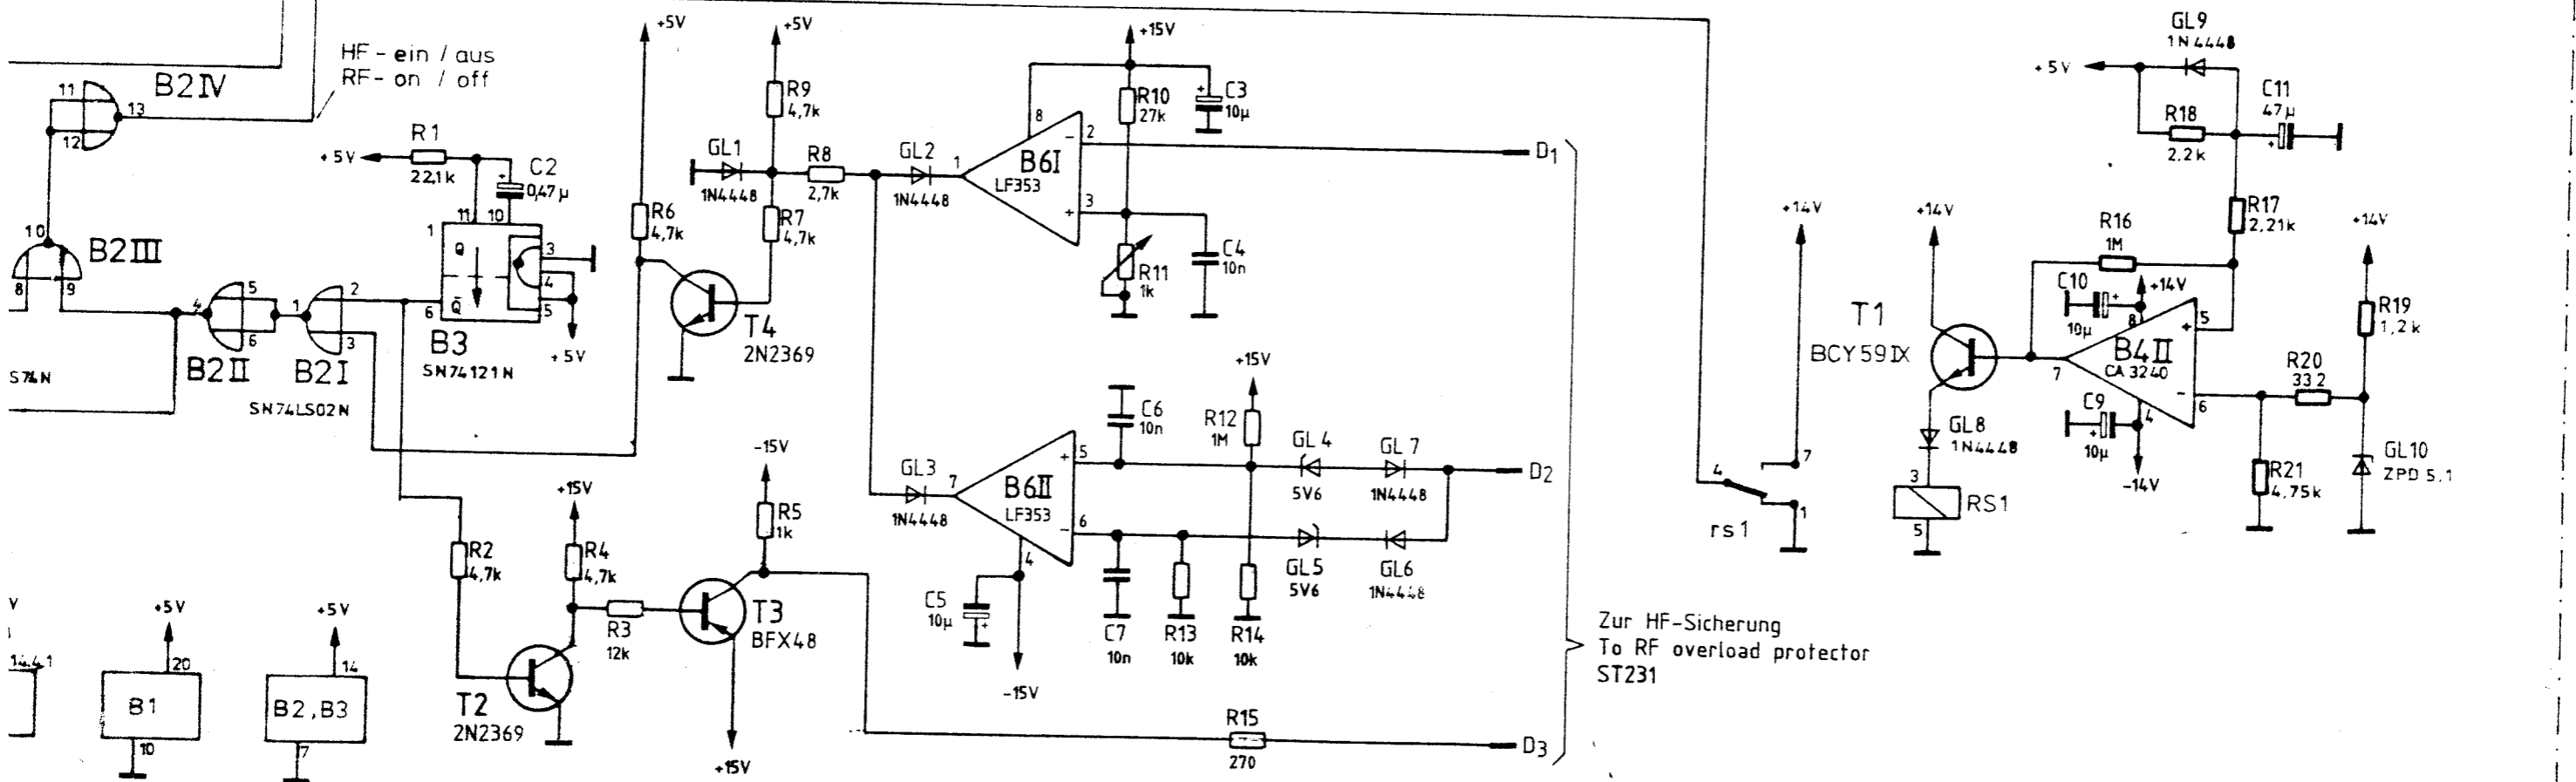 HF - ein / aus
RF - on / off
B2IV
11
12
13
+5V
R1
22,1k
C2
0,47µ
+
11
10
1
Q
3
4
5
6
Q̄
B3
SN74121N
+5V
10
B2III
8
9
4
5
6
B2II
1
2
3
B2I
SN74LS02N
S74N
+5V
R6
4,7k
+5V
R9
4,7k
GL1
1N4448
R8
2,7k
R7
4,7k
T4
2N2369
GL2
1N4448
1
B6I
LF353
8
2
3
-
+
+15V
R10
27k
C3
10µ
+
R11
1k
C4
10n
D1
GL3
1N4448
7
B6II
LF353
5
6
+
-
4
C5
10µ
+
-15V
C6
10n
R12
1M
+15V
GL4
5V6
GL7
1N4448
D2
GL5
5V6
GL6
1N4448
C7
10n
R13
10k
R14
10k
R2
4,7k
+15V
R4
4,7k
R3
12k
T2
2N2369
-15V
R5
1k
T3
BFX48
+15V
R15
270
D3
Zur HF-Sicherung
To RF overload protector
ST231
V
14.4.1
+5V
20
B1
10
+5V
14
B2,B3
7
4
7
1
rs1
+14V
+14V
T1
BCY59IX
GL8
1N4448
3
RS1
5
GL9
1N4448
+5V
R18
2.2k
C11
47µ
+
R17
2,21k
R16
1M
C10
10µ
+
+14V
8
B4II
CA 3240
7
5
6
+
-
4
C9
10µ
+
-14V
R20
332
R21
4,75k
+14V
R19
1,2k
GL10
ZPD 5,1